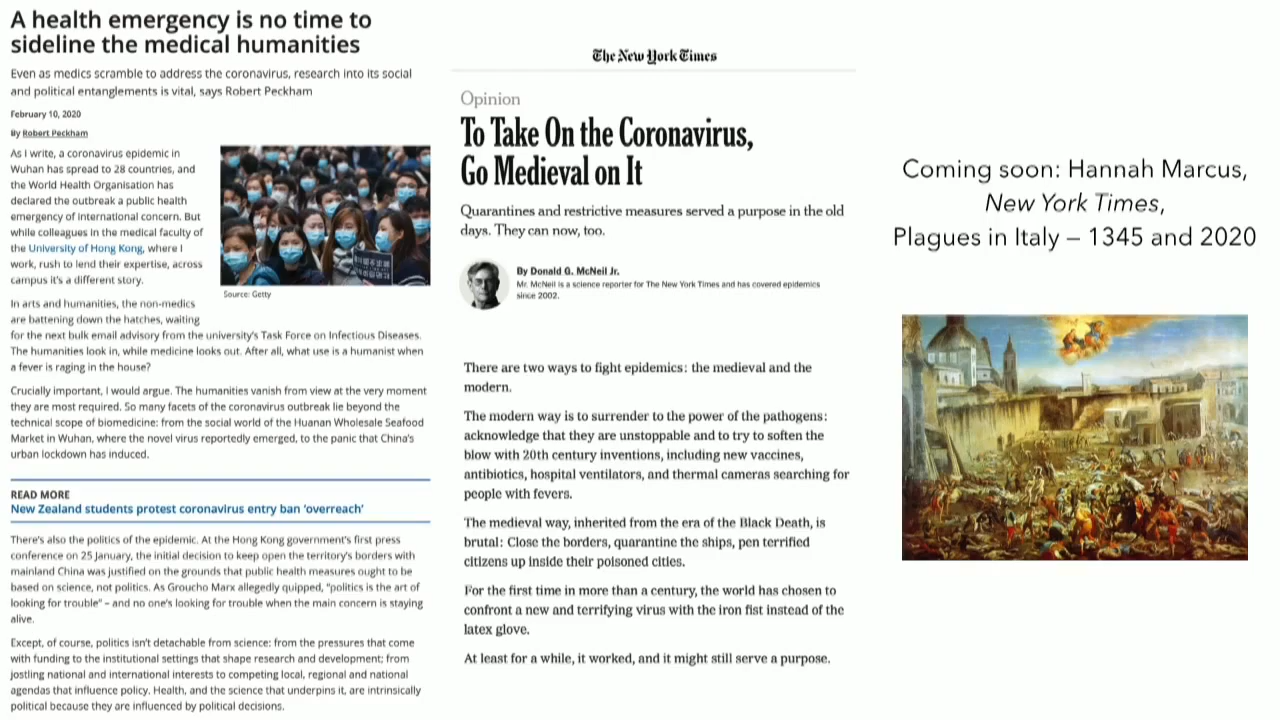 A health emergency is no time to
sideline the medical humanities
Even as medics scramble to address the coronavirus, research into its social
and political entanglements is vital, says Robert Peckham
February 10, 2020
By Robert Peckham
As I write, a coronavirus epidemic in
Wuhan has spread to 28 countries, and
the World Health Organisation has
declared the outbreak a public health
emergency of international concern. But
while colleagues in the medical faculty of
the University of Hong Kong, where I
work, rush to lend their expertise, across
campus it's a different story.
Source: Getty
In arts and humanities, the non-medics
are battening down the hatches, waiting
for the next bulk email advisory from the university's Task Force on Infectious Diseases.
The humanities look in, while medicine looks out. After all, what use is a humanist when
a fever is raging in the house?
Crucially important, I would argue. The humanities vanish from view at the very moment
they are most required. So many facets of the coronavirus outbreak lie beyond the
technical scope of biomedicine: from the social world of the Huanan Wholesale Seafood
Market in Wuhan, where the novel virus reportedly emerged, to the panic that China's
urban lockdown has induced.
READ MORE
New Zealand students protest coronavirus entry ban 'overreach'
There's also the politics of the epidemic. At the Hong Kong government's first press
conference on 25 January, the initial decision to keep open the territory's borders with
mainland China was justified on the grounds that public health measures ought to be
based on science, not politics. As Groucho Marx allegedly quipped, "politics is the art of
looking for trouble" – and no one's looking for trouble when the main concern is staying
alive.
Except, of course, politics isn't detachable from science: from the pressures that come
with funding to the institutional settings that shape research and development; from
jostling national and international interests to competing local, regional and national
agendas that influence policy. Health, and the science that underpins it, are intrinsically
political because they are influenced by political decisions.
The New York Times
Opinion
To Take On the Coronavirus,
Go Medieval on It
Quarantines and restrictive measures served a purpose in the old
days. They can now, too.
By Donald G. McNeil Jr.
Mr. McNeil is a science reporter for The New York Times and has covered epidemics
since 2002.
There are two ways to fight epidemics: the medieval and the
modern.
The modern way is to surrender to the power of the pathogens:
acknowledge that they are unstoppable and to try to soften the
blow with 20th century inventions, including new vaccines,
antibiotics, hospital ventilators, and thermal cameras searching for
people with fevers.
The medieval way, inherited from the era of the Black Death, is
brutal: Close the borders, quarantine the ships, pen terrified
citizens up inside their poisoned cities.
For the first time in more than a century, the world has chosen to
confront a new and terrifying virus with the iron fist instead of the
latex glove.
At least for a while, it worked, and it might still serve a purpose.
Coming soon: Hannah Marcus,
New York Times,
Plagues in Italy – 1345 and 2020